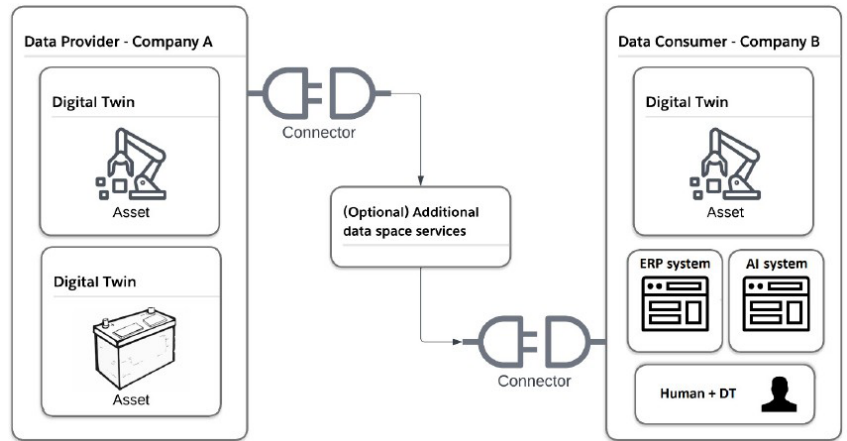 Data Provider - Company A
Digital Twin
Asset
Digital Twin
Asset
Connector
(Optional) Additional
data space services
Connector
Data Consumer - Company B
Digital Twin
Asset
ERP system
AI system
Human + DT